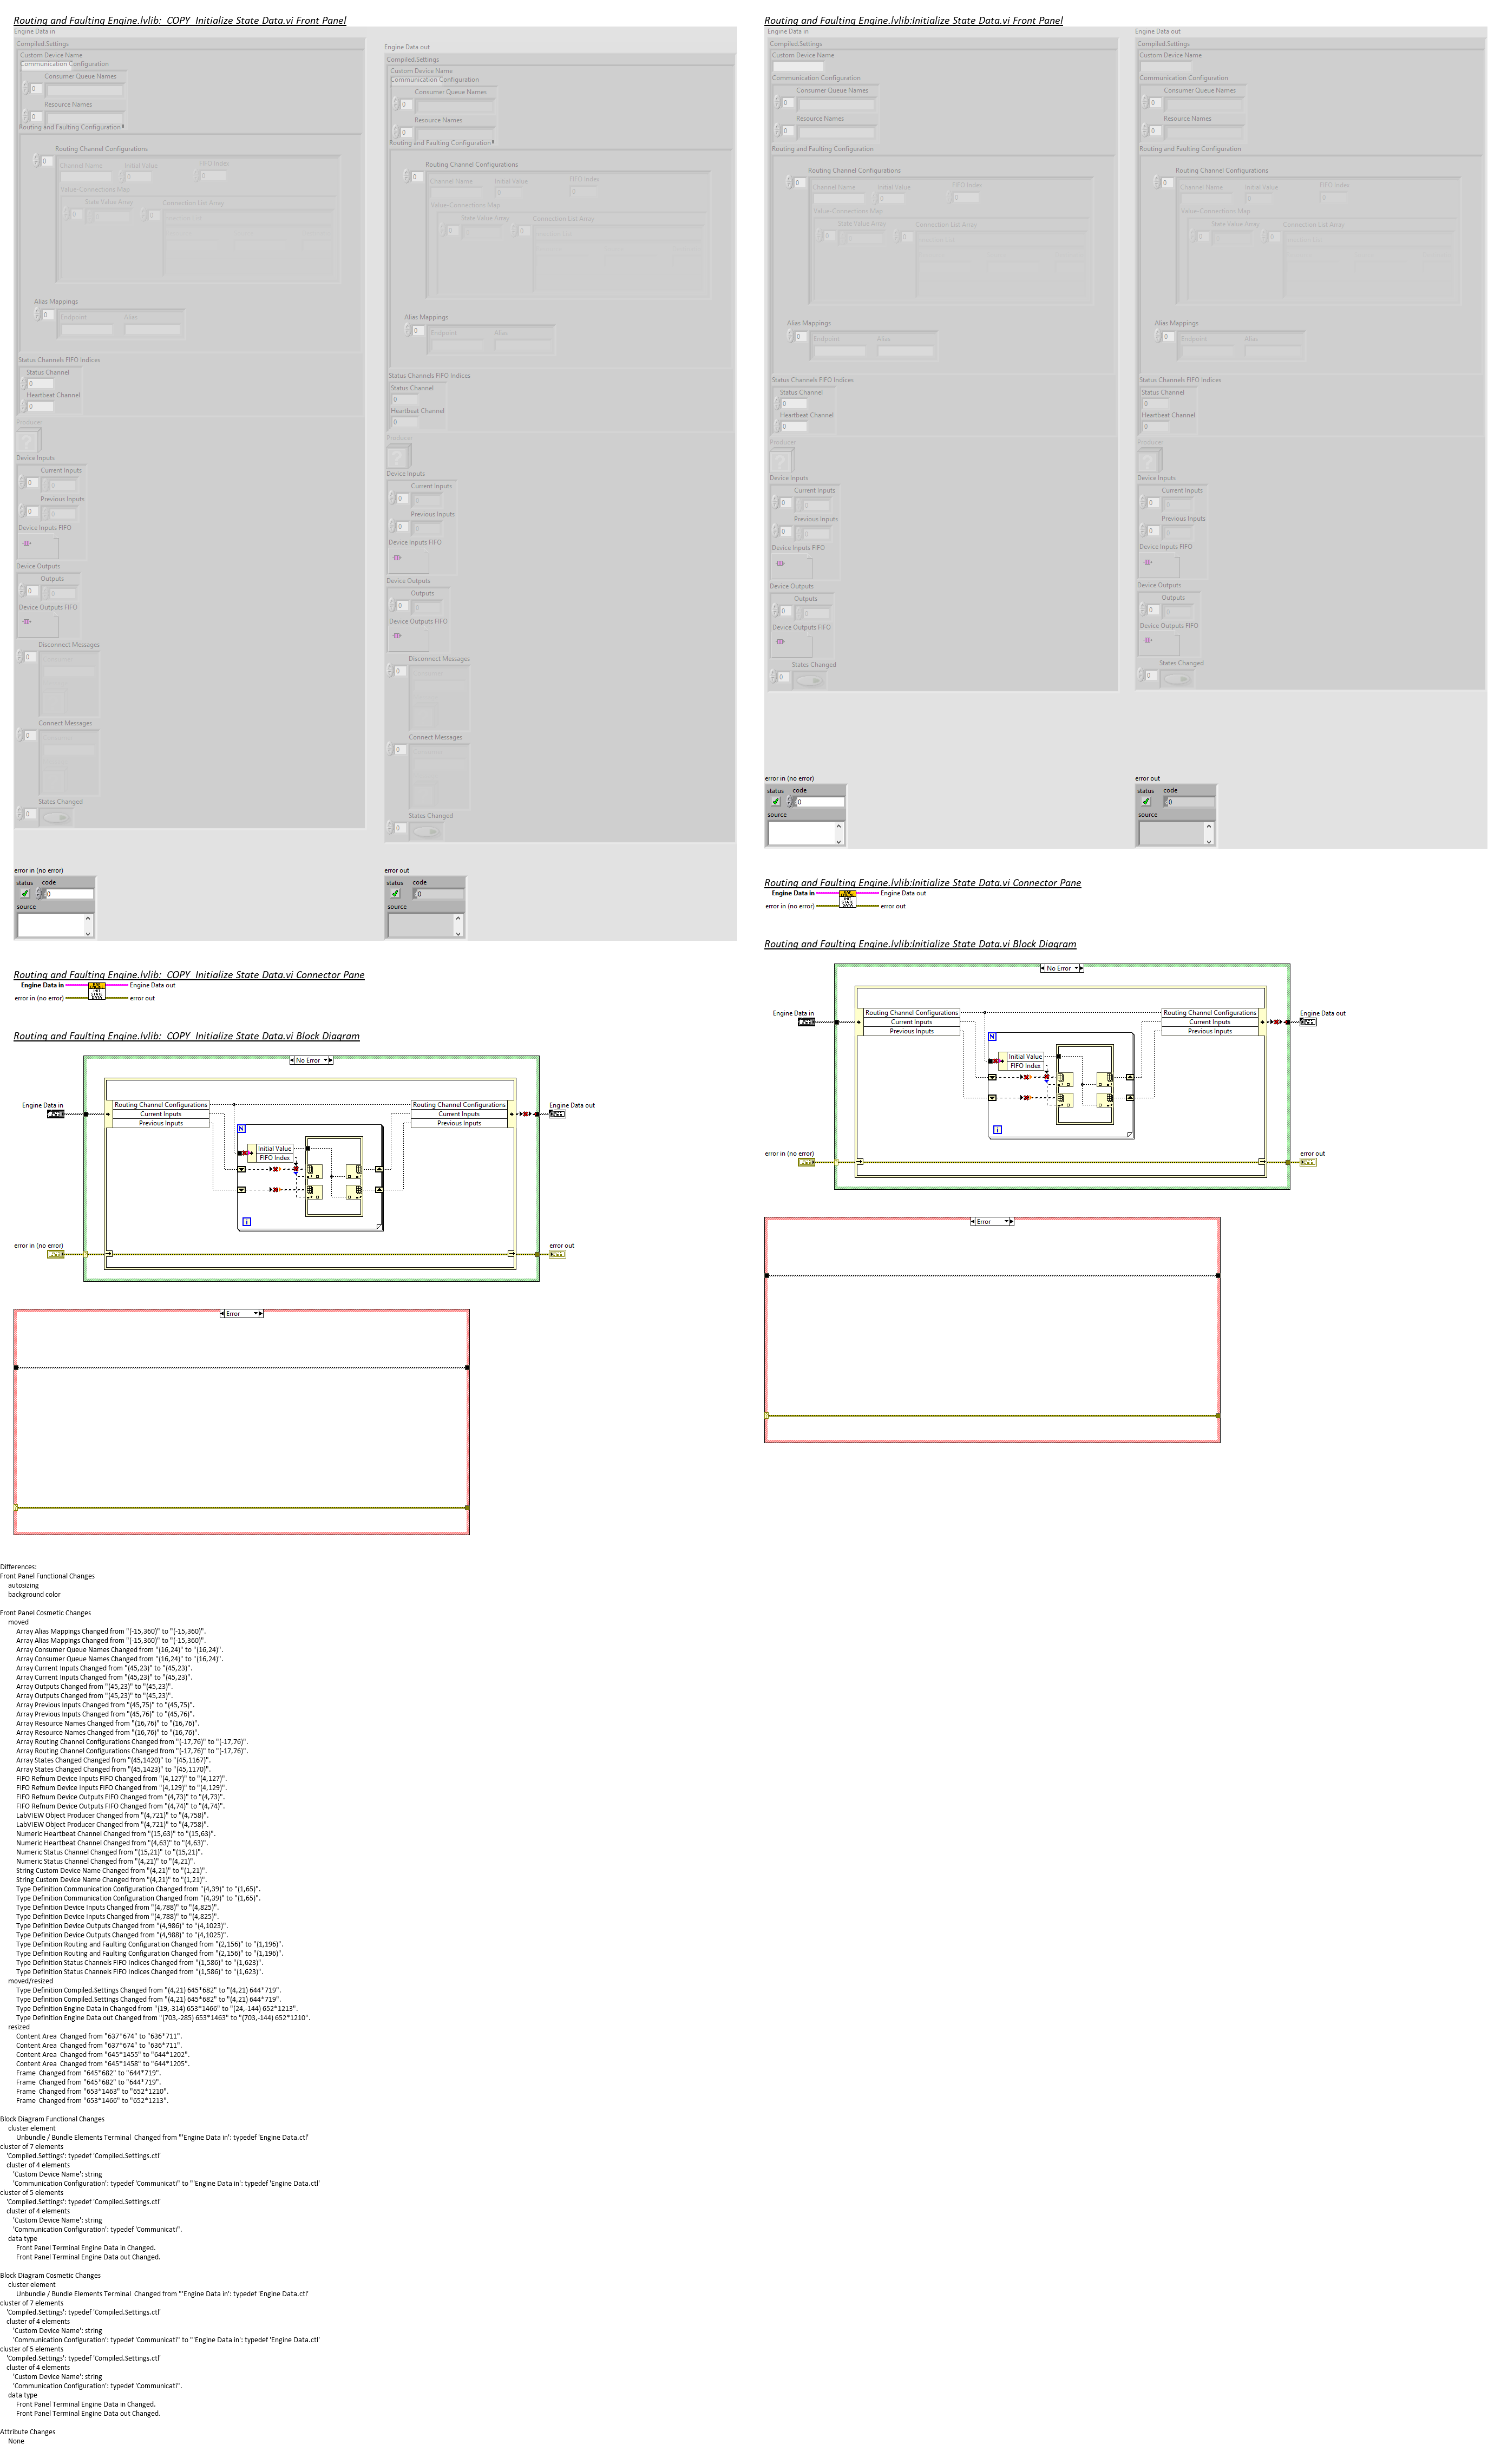 Routing and Faulting Engine.lvlib:_COPY_Initialize State Data.vi Front Panel
Engine Data in
Compiled.Settings
Custom Device Name
Communication Configuration
Consumer Queue Names
0
Resource Names
0
Routing and Faulting Configuration
Routing Channel Configurations
0
Channel Name Initial Value FIFO Index
0 0
Value-Connections Map
State Value Array Connection List Array
0 0
Alias Mappings
0
Endpoint Alias
Status Channels FIFO Indices
Status Channel
0
Heartbeat Channel
0
Producer
?
Device Inputs
Current Inputs
0 0
Previous Inputs
0 0
Device Inputs FIFO
Device Outputs
Outputs
0 0
Device Outputs FIFO
Disconnect Messages
0
Connect Messages
0
States Changed
0
error in (no error)
status code
0
source
Engine Data out
Compiled.Settings
Custom Device Name
Communication Configuration
Consumer Queue Names
0
Resource Names
0
Routing and Faulting Configuration
Routing Channel Configurations
0
Channel Name Initial Value FIFO Index
0 0
Value-Connections Map
State Value Array Connection List Array
0 0
Alias Mappings
0
Endpoint Alias
Status Channels FIFO Indices
Status Channel
0
Heartbeat Channel
0
Producer
?
Device Inputs
Current Inputs
0 0
Previous Inputs
0 0
Device Inputs FIFO
Device Outputs
Outputs
0 0
Device Outputs FIFO
Disconnect Messages
0
Connect Messages
0
States Changed
0
error out
status code
0
source
Routing and Faulting Engine.lvlib:_COPY_Initialize State Data.vi Connector Pane
Engine Data in Engine Data out
error in (no error) error out
Routing and Faulting Engine.lvlib:_COPY_Initialize State Data.vi Block Diagram
No Error
Engine Data in Engine Data out
Routing Channel Configurations Routing Channel Configurations
Current Inputs Current Inputs
Previous Inputs Previous Inputs
N
Initial Value
FIFO Index
i
error in (no error) error out
Error
Routing and Faulting Engine.lvlib:Initialize State Data.vi Front Panel
Engine Data in
Compiled.Settings
Custom Device Name
Communication Configuration
Consumer Queue Names
0
Resource Names
0
Routing and Faulting Configuration
Routing Channel Configurations
0
Channel Name Initial Value FIFO Index
0 0
Value-Connections Map
State Value Array Connection List Array
0 0
Alias Mappings
0
Endpoint Alias
Status Channels FIFO Indices
Status Channel
0
Heartbeat Channel
0
Producer
?
Device Inputs
Current Inputs
0 0
Previous Inputs
0 0
Device Inputs FIFO
Device Outputs
Outputs
0 0
Device Outputs FIFO
States Changed
0
error in (no error)
status code
0
source
Engine Data out
Compiled.Settings
Custom Device Name
Communication Configuration
Consumer Queue Names
0
Resource Names
0
Routing and Faulting Configuration
Routing Channel Configurations
0
Channel Name Initial Value FIFO Index
0 0
Value-Connections Map
State Value Array Connection List Array
0 0
Alias Mappings
0
Endpoint Alias
Status Channels FIFO Indices
Status Channel
0
Heartbeat Channel
0
Producer
?
Device Inputs
Current Inputs
0 0
Previous Inputs
0 0
Device Inputs FIFO
Device Outputs
Outputs
0 0
Device Outputs FIFO
States Changed
0
error out
status code
0
source
Routing and Faulting Engine.lvlib:Initialize State Data.vi Connector Pane
Engine Data in Engine Data out
error in (no error) error out
Routing and Faulting Engine.lvlib:Initialize State Data.vi Block Diagram
No Error
Engine Data in Engine Data out
Routing Channel Configurations Routing Channel Configurations
Current Inputs Current Inputs
Previous Inputs Previous Inputs
N
Initial Value
FIFO Index
i
error in (no error) error out
Error
Differences:
Front Panel Functional Changes
autosizing
background color
Front Panel Cosmetic Changes
moved
Array Alias Mappings Changed from "(-15,360)" to "(-15,360)".
Array Alias Mappings Changed from "(-15,360)" to "(-15,360)".
Array Consumer Queue Names Changed from "(16,24)" to "(16,24)".
Array Consumer Queue Names Changed from "(16,24)" to "(16,24)".
Array Current Inputs Changed from "(45,23)" to "(45,23)".
Array Current Inputs Changed from "(45,23)" to "(45,23)".
Array Outputs Changed from "(45,23)" to "(45,23)".
Array Outputs Changed from "(45,23)" to "(45,23)".
Array Previous Inputs Changed from "(45,75)" to "(45,75)".
Array Previous Inputs Changed from "(45,76)" to "(45,76)".
Array Resource Names Changed from "(16,76)" to "(16,76)".
Array Resource Names Changed from "(16,76)" to "(16,76)".
Array Routing Channel Configurations Changed from "(-17,76)" to "(-17,76)".
Array Routing Channel Configurations Changed from "(-17,76)" to "(-17,76)".
Array States Changed Changed from "(45,1420)" to "(45,1167)".
Array States Changed Changed from "(45,1423)" to "(45,1170)".
FIFO Refnum Device Inputs FIFO Changed from "(4,127)" to "(4,127)".
FIFO Refnum Device Inputs FIFO Changed from "(4,129)" to "(4,129)".
FIFO Refnum Device Outputs FIFO Changed from "(4,73)" to "(4,73)".
FIFO Refnum Device Outputs FIFO Changed from "(4,74)" to "(4,74)".
LabVIEW Object Producer Changed from "(4,721)" to "(4,758)".
LabVIEW Object Producer Changed from "(4,721)" to "(4,758)".
Numeric Heartbeat Channel Changed from "(15,63)" to "(15,63)".
Numeric Heartbeat Channel Changed from "(4,63)" to "(4,63)".
Numeric Status Channel Changed from "(15,21)" to "(15,21)".
Numeric Status Channel Changed from "(4,21)" to "(4,21)".
String Custom Device Name Changed from "(4,21)" to "(1,21)".
String Custom Device Name Changed from "(4,21)" to "(1,21)".
Type Definition Communication Configuration Changed from "(4,39)" to "(1,65)".
Type Definition Communication Configuration Changed from "(4,39)" to "(1,65)".
Type Definition Device Inputs Changed from "(4,788)" to "(4,825)".
Type Definition Device Inputs Changed from "(4,788)" to "(4,825)".
Type Definition Device Outputs Changed from "(4,986)" to "(4,1023)".
Type Definition Device Outputs Changed from "(4,988)" to "(4,1025)".
Type Definition Routing and Faulting Configuration Changed from "(2,156)" to "(1,196)".
Type Definition Routing and Faulting Configuration Changed from "(2,156)" to "(1,196)".
Type Definition Status Channels FIFO Indices Changed from "(1,586)" to "(1,623)".
Type Definition Status Channels FIFO Indices Changed from "(1,586)" to "(1,623)".
moved/resized
Type Definition Compiled.Settings Changed from "(4,21) 645*682" to "(4,21) 644*719".
Type Definition Compiled.Settings Changed from "(4,21) 645*682" to "(4,21) 644*719".
Type Definition Engine Data in Changed from "(19,-314) 653*1466" to "(24,-144) 652*1213".
Type Definition Engine Data out Changed from "(703,-285) 653*1463" to "(703,-144) 652*1210".
resized
Content Area  Changed from "637*674" to "636*711".
Content Area  Changed from "637*674" to "636*711".
Content Area  Changed from "645*1455" to "644*1202".
Content Area  Changed from "645*1458" to "644*1205".
Frame  Changed from "645*682" to "644*719".
Frame  Changed from "645*682" to "644*719".
Frame  Changed from "653*1463" to "652*1210".
Frame  Changed from "653*1466" to "652*1213".
Block Diagram Functional Changes
cluster element
Unbundle / Bundle Elements Terminal  Changed from "'Engine Data in': typedef 'Engine Data.ctl'
cluster of 7 elements
'Compiled.Settings': typedef 'Compiled.Settings.ctl'
cluster of 4 elements
'Custom Device Name': string
'Communication Configuration': typedef 'Communicati" to "'Engine Data in': typedef 'Engine Data.ctl'
cluster of 5 elements
'Compiled.Settings': typedef 'Compiled.Settings.ctl'
cluster of 4 elements
'Custom Device Name': string
'Communication Configuration': typedef 'Communicati".
data type
Front Panel Terminal Engine Data in Changed.
Front Panel Terminal Engine Data out Changed.
Block Diagram Cosmetic Changes
cluster element
Unbundle / Bundle Elements Terminal  Changed from "'Engine Data in': typedef 'Engine Data.ctl'
cluster of 7 elements
'Compiled.Settings': typedef 'Compiled.Settings.ctl'
cluster of 4 elements
'Custom Device Name': string
'Communication Configuration': typedef 'Communicati" to "'Engine Data in': typedef 'Engine Data.ctl'
cluster of 5 elements
'Compiled.Settings': typedef 'Compiled.Settings.ctl'
cluster of 4 elements
'Custom Device Name': string
'Communication Configuration': typedef 'Communicati".
data type
Front Panel Terminal Engine Data in Changed.
Front Panel Terminal Engine Data out Changed.
Attribute Changes
None